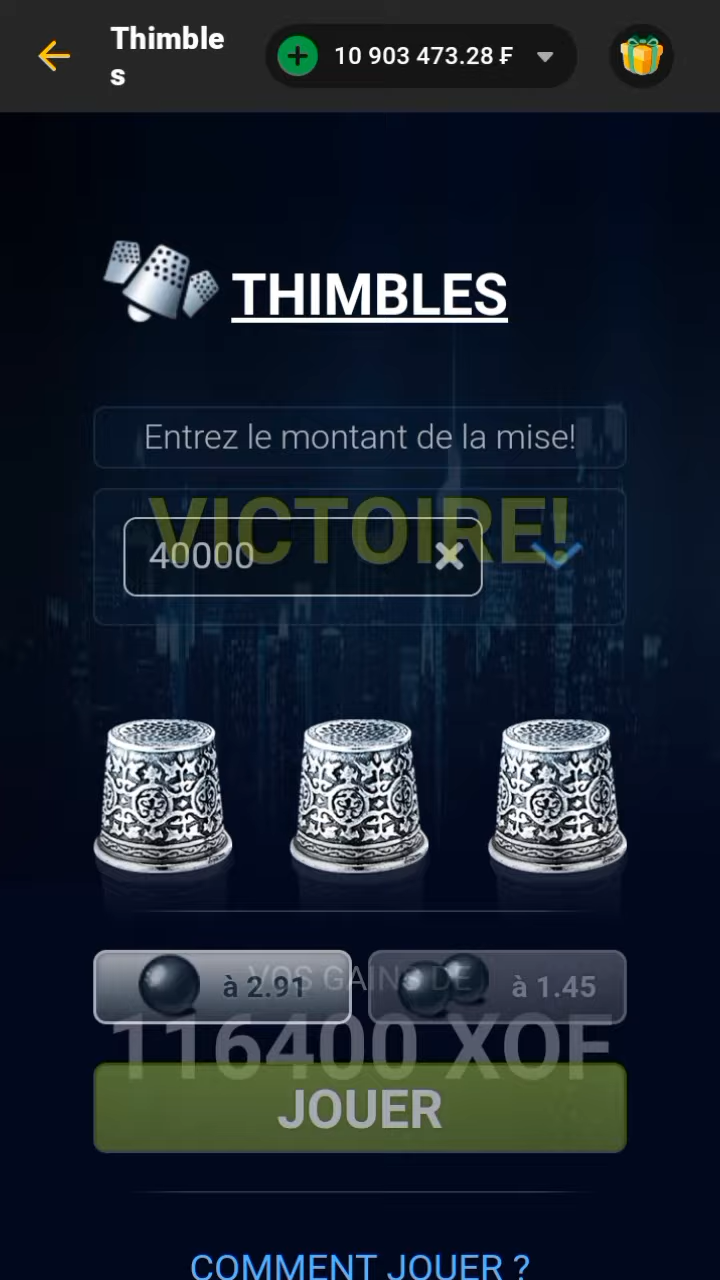 Thimble
s
10 903 473.28 ₣
THIMBLES
Entrez le montant de la mise!
VICTOIRE!
40000
à 2.91
à 1.45
VOS GAINS DE
116400 XOF
JOUER
COMMENT JOUER ?